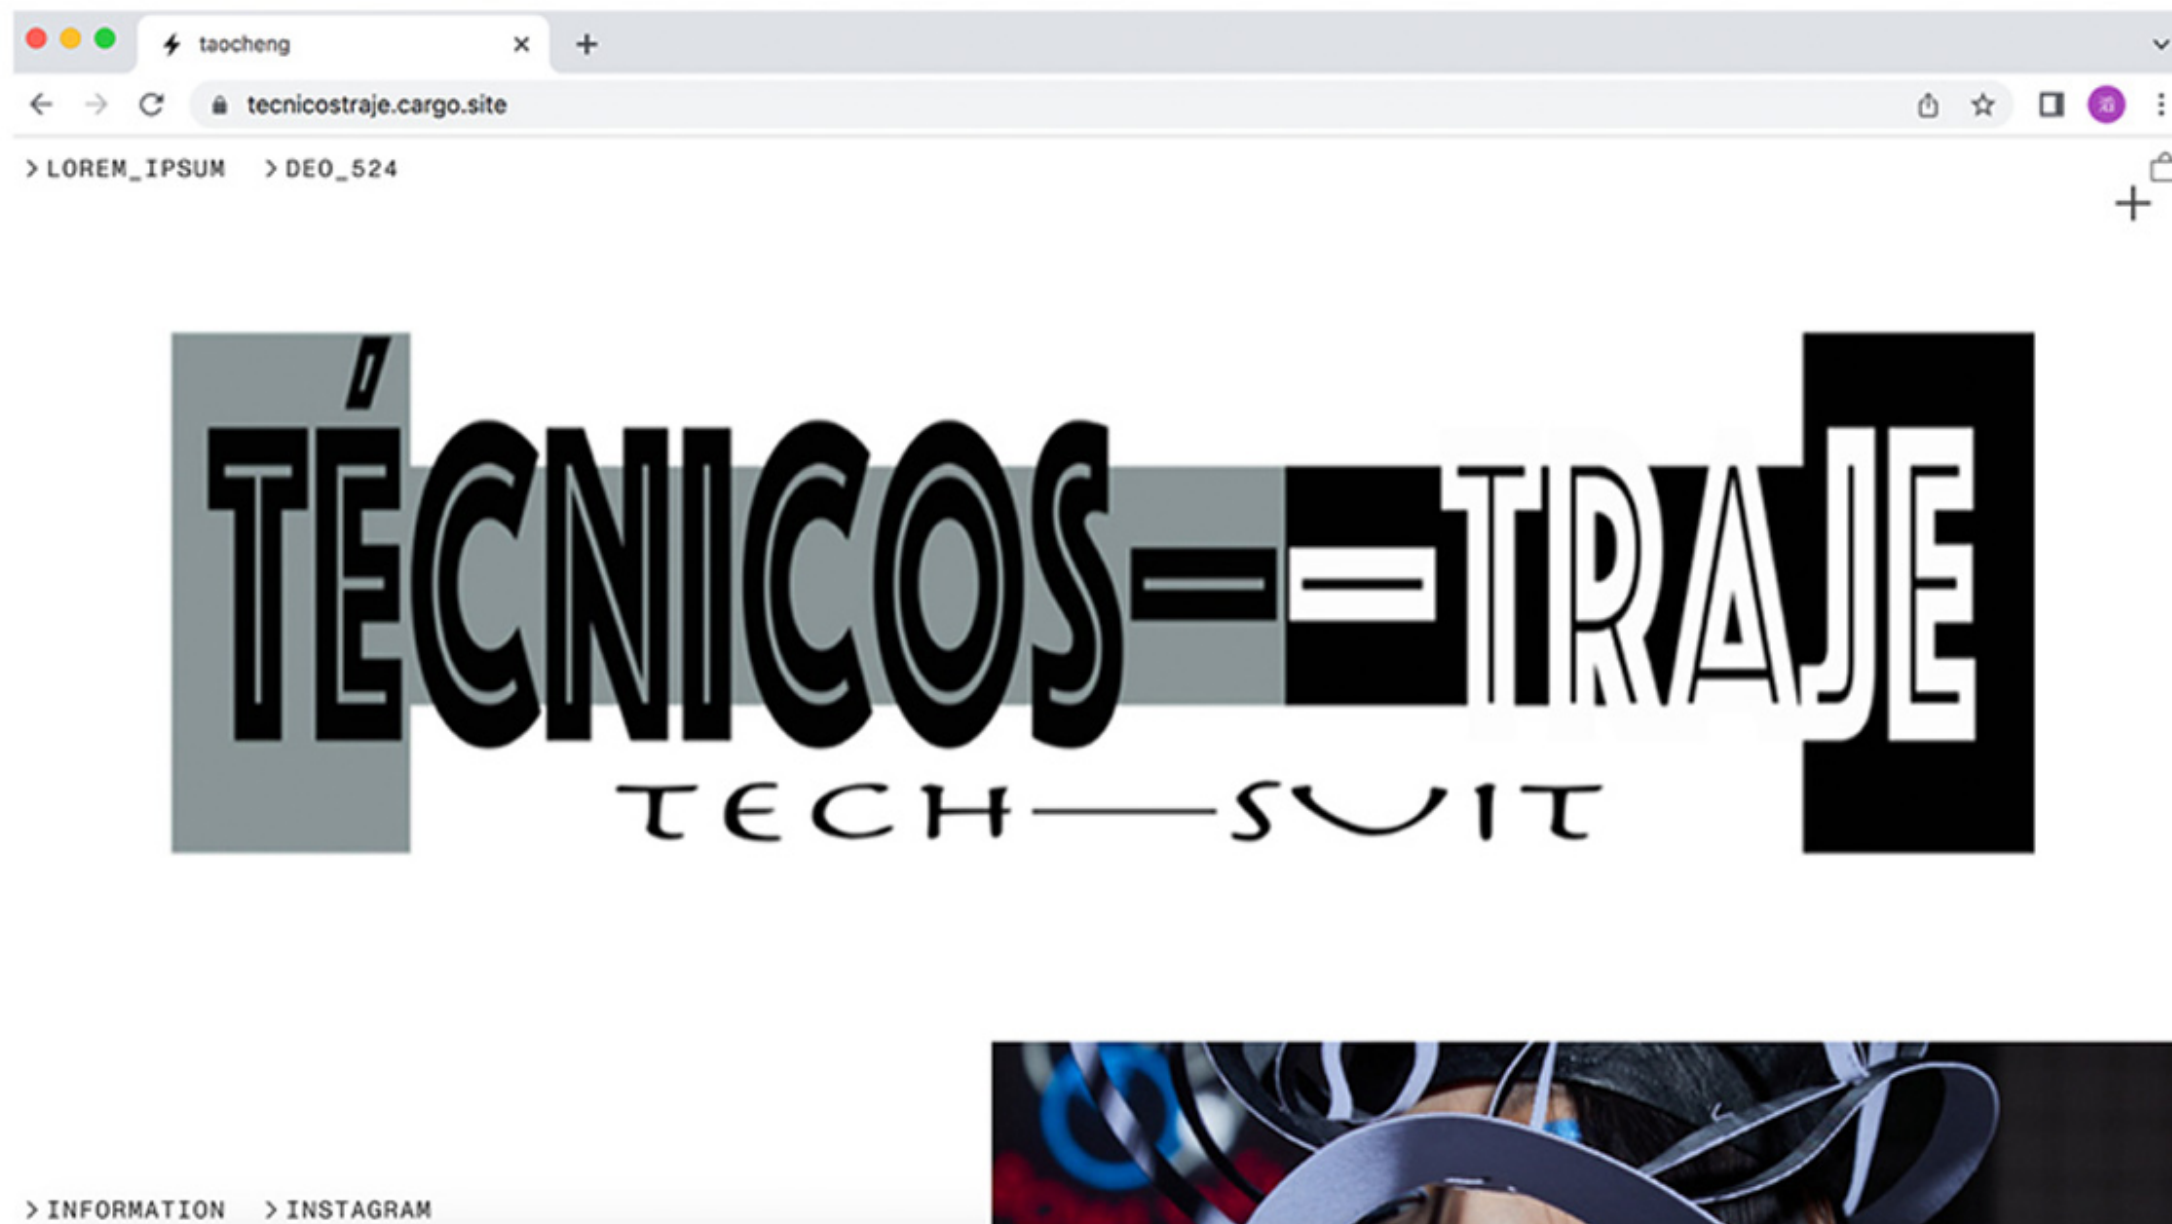 taocheng
tecnicostraje.cargo.site
>LOREM_IPSUM >DEO_524
TÉCNICOS——TRAJE
TECH—SUIT
>INFORMATION >INSTAGRAM